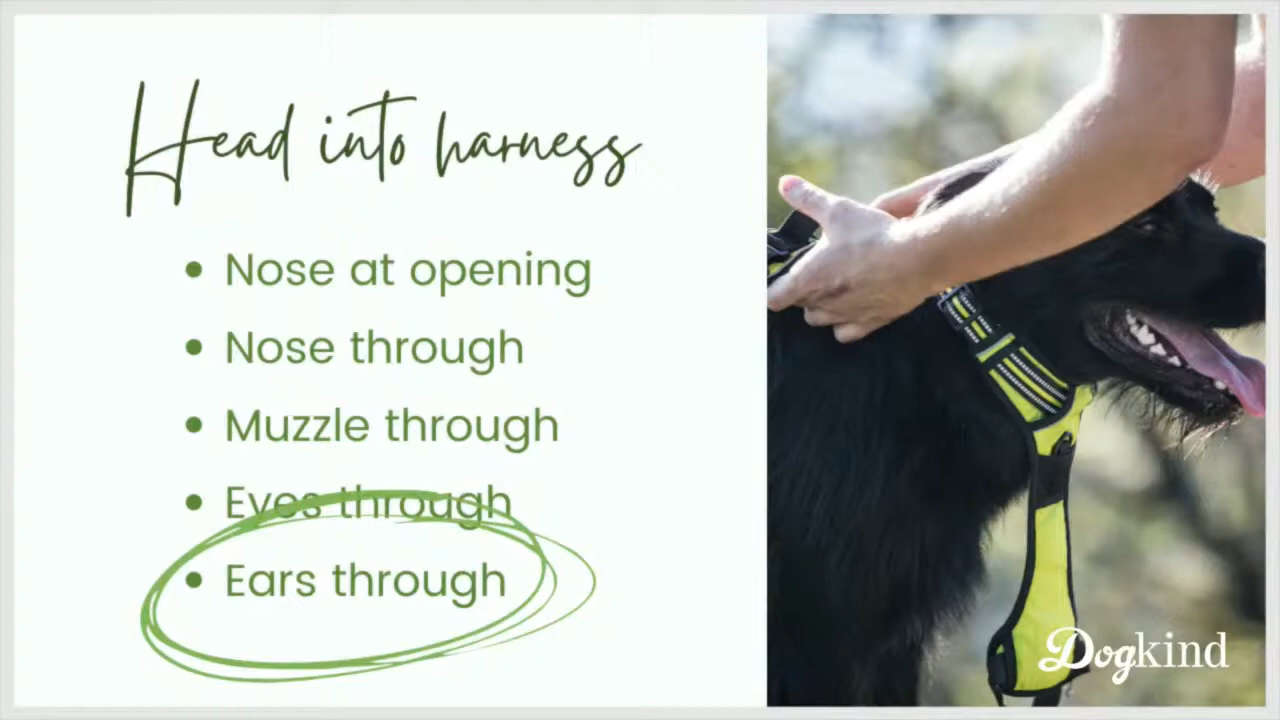 Head into harness
• Nose at opening
• Nose through
• Muzzle through
• Eyes through
• Ears through
Dogkind